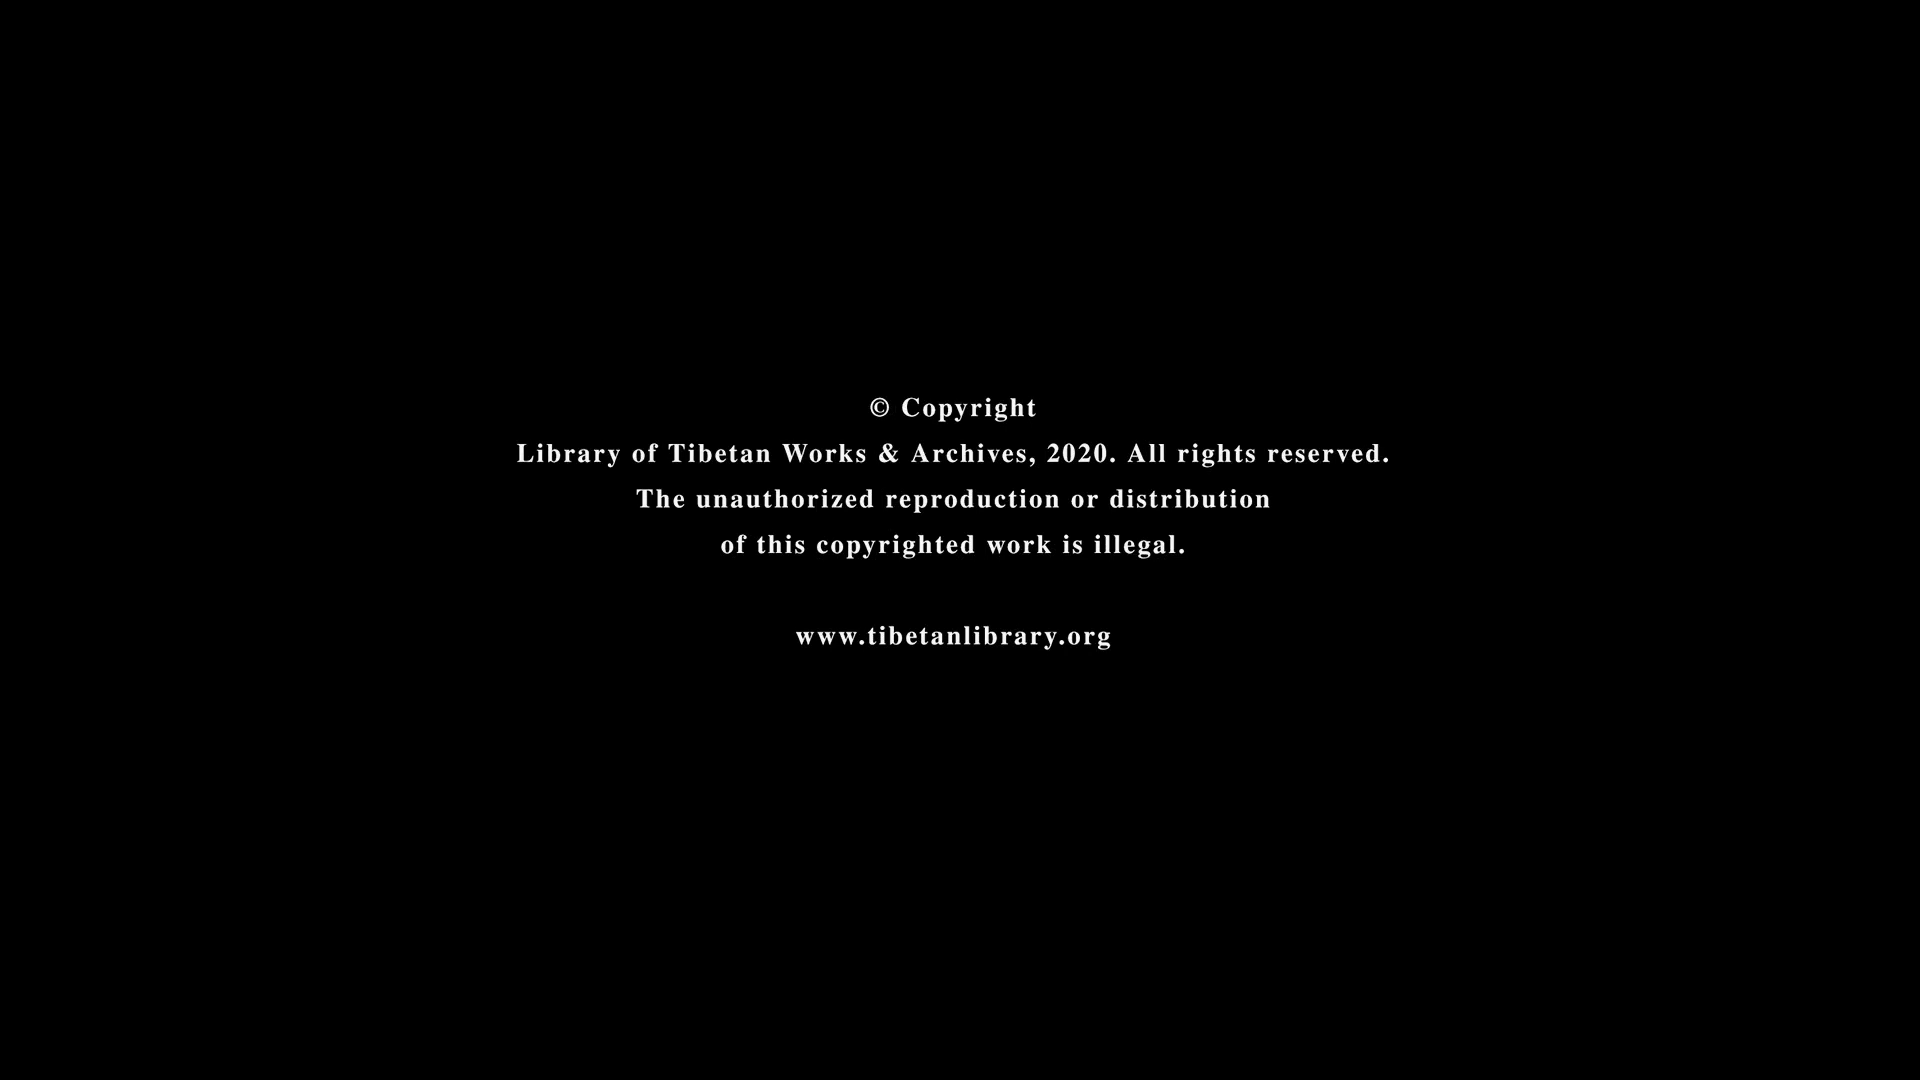 © Copyright
Library of Tibetan Works & Archives, 2020. All rights reserved.
The unauthorized reproduction or distribution
of this copyrighted work is illegal.
www.tibetanlibrary.org